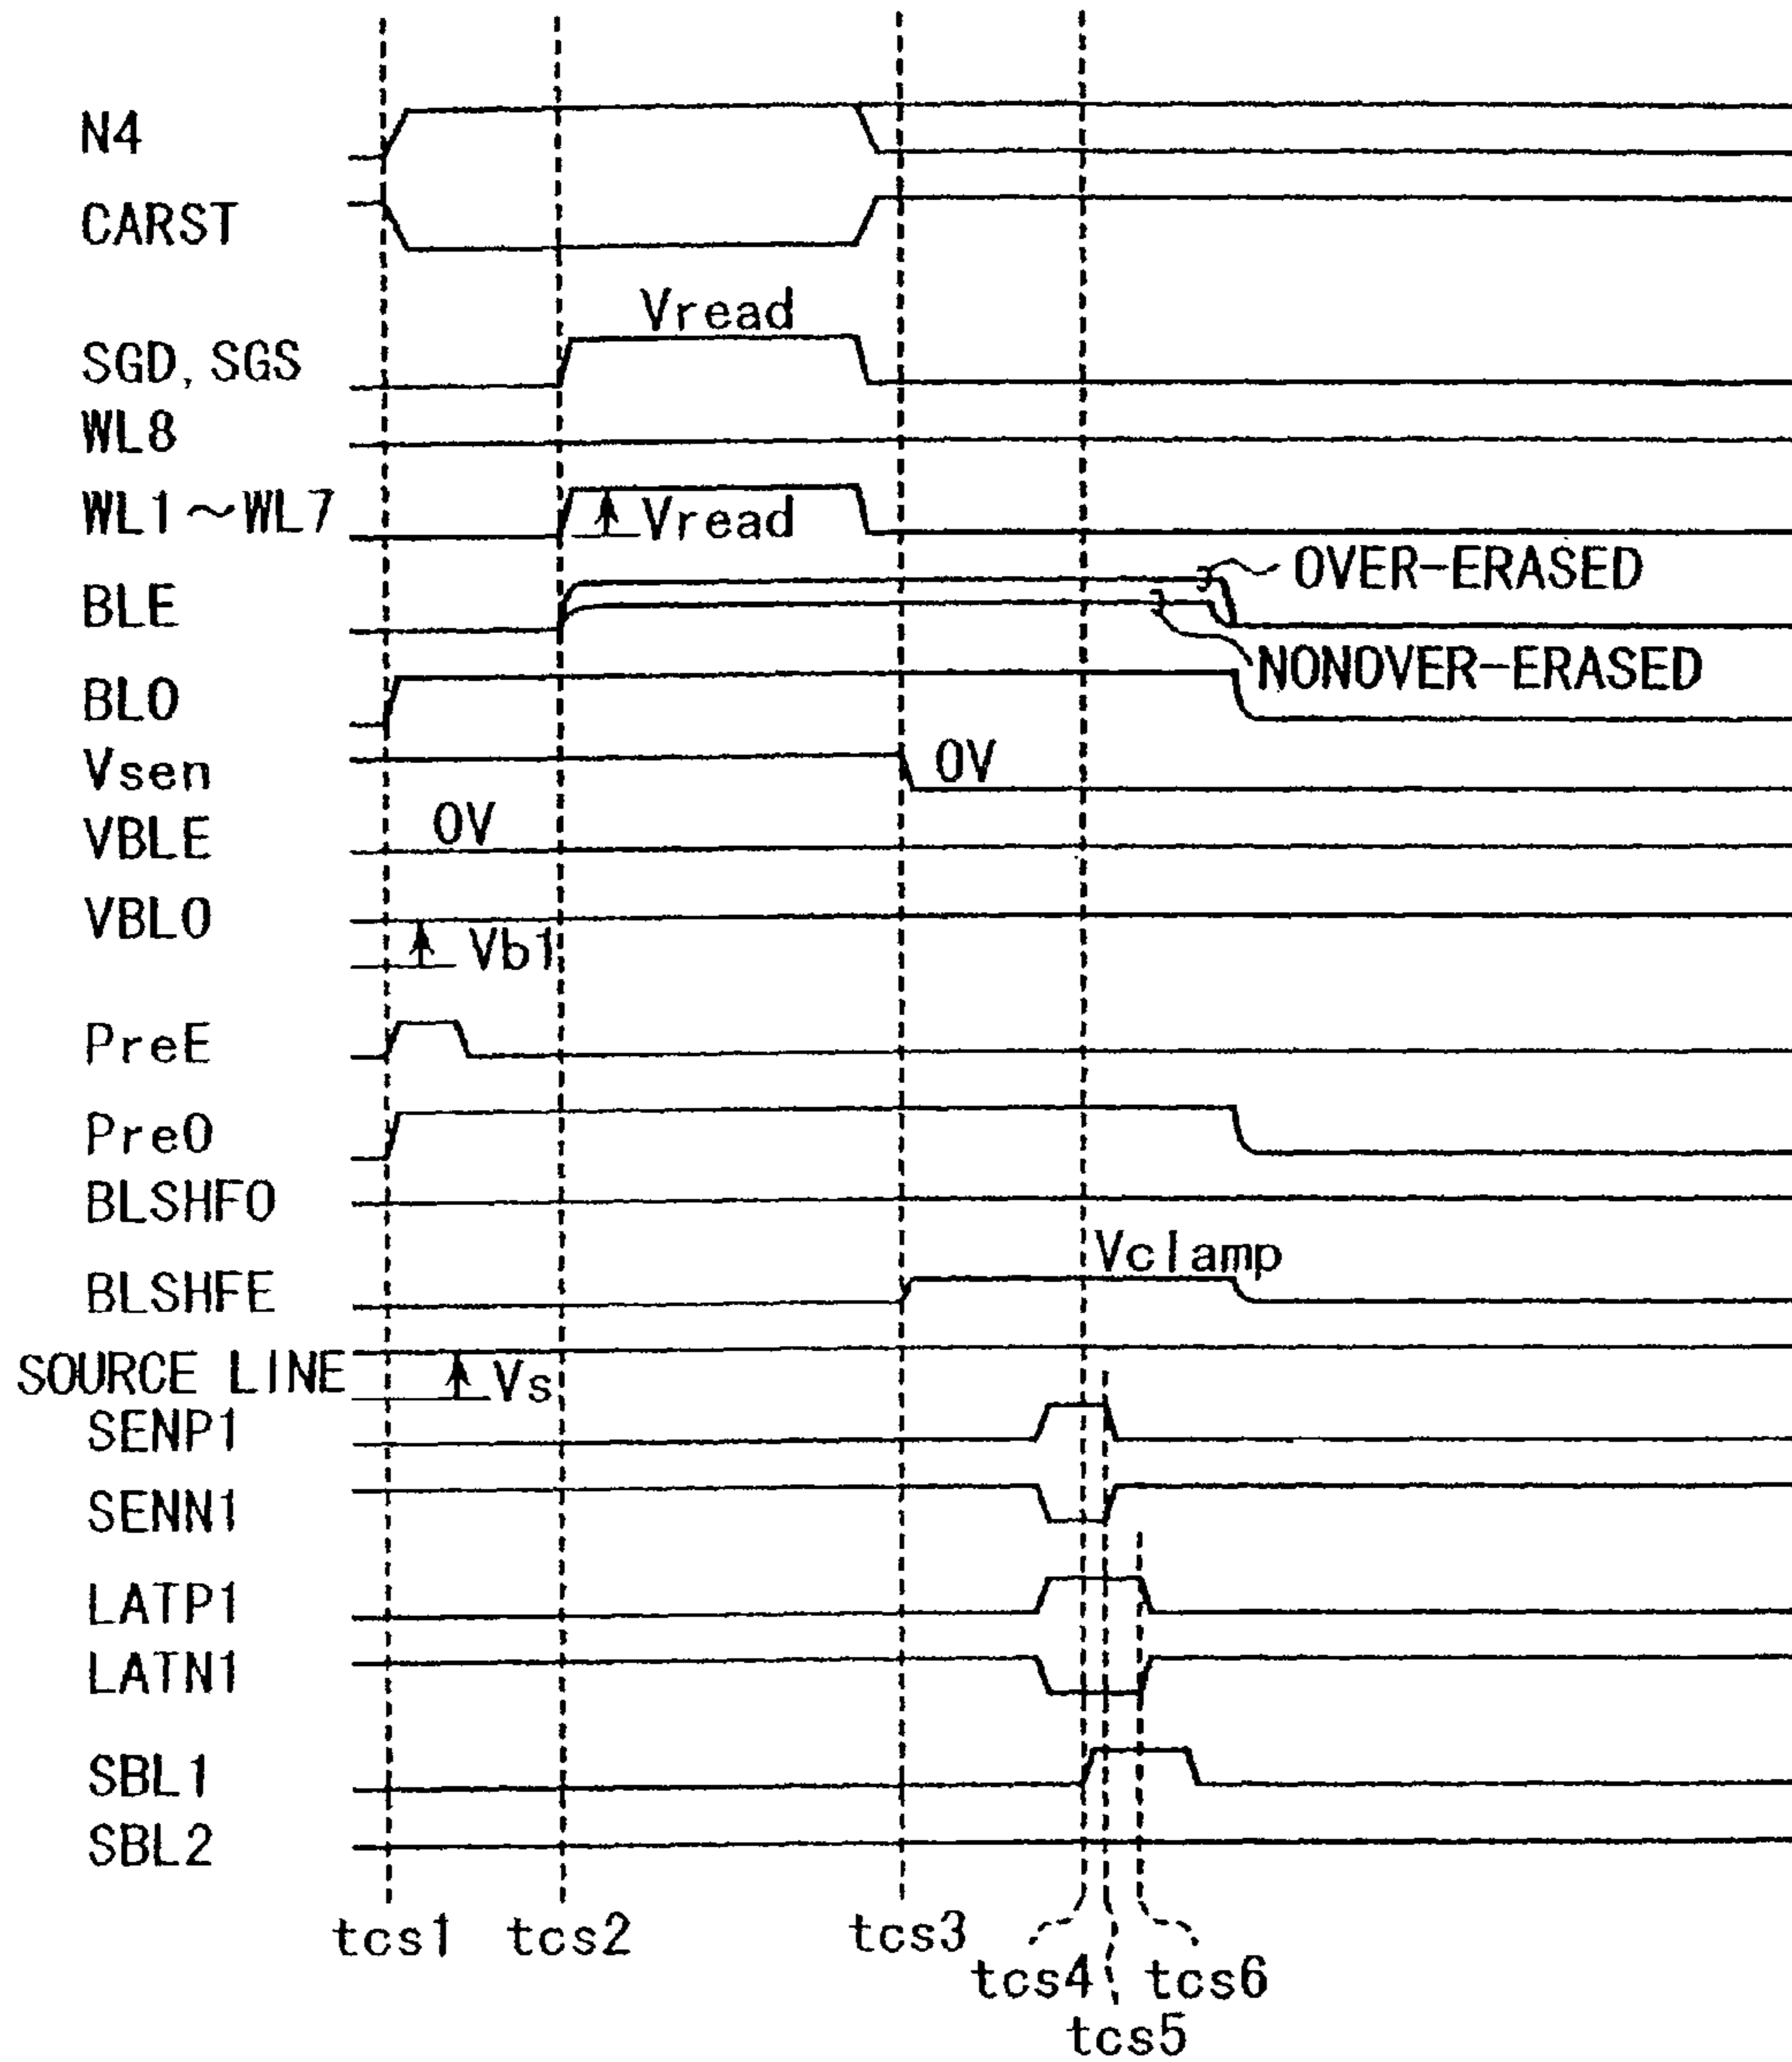 N4
CARST
Vread
SGD, SGS
WL8
WL1~WL7
Vread
OVER-ERASED
BLE
NONOVER-ERASED
BLO
Vsen
0V
0V
VBLE
VBLO
Vb1
PreE
PreO
BLSHFO
Vclamp
BLSHFE
SOURCE LINE
Vs
SENP1
SENN1
LATP1
LATN1
SBL1
SBL2
tcs1
tcs2
tcs3
tcs4
tcs6
tcs5